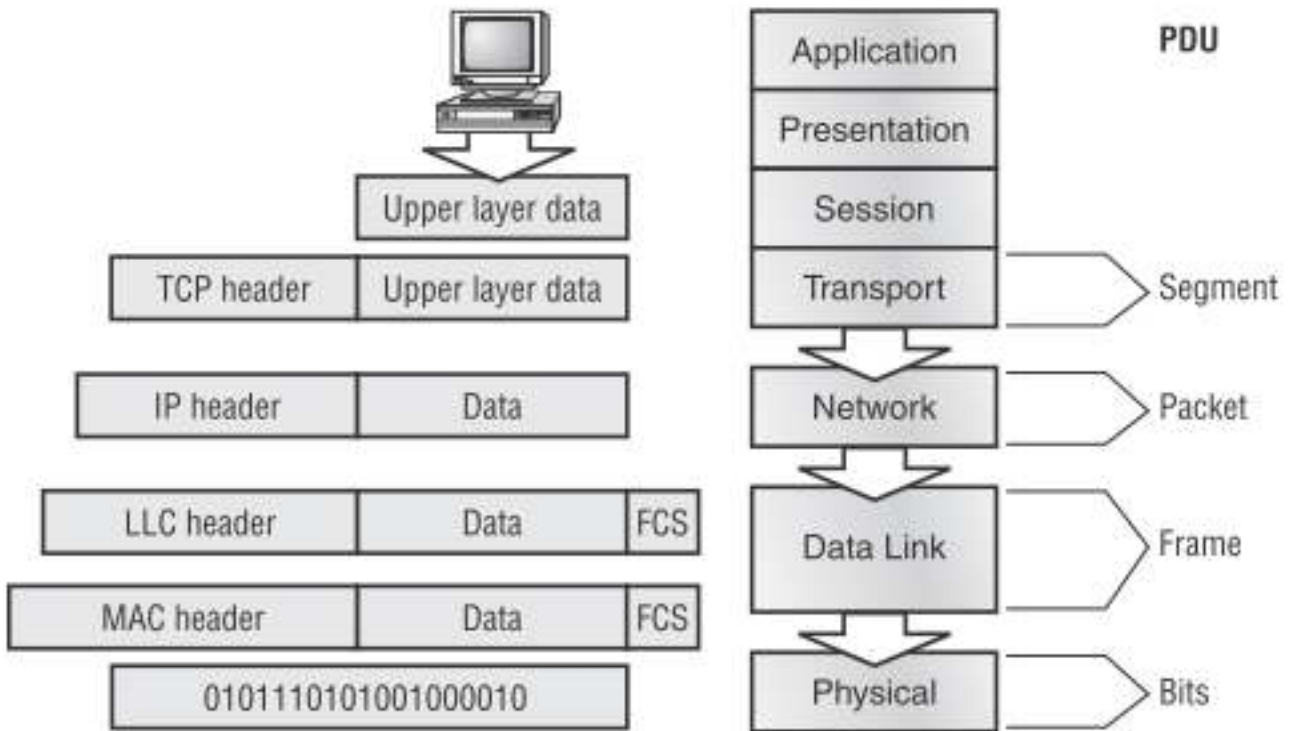 PDU
Application
Presentation
Upper layer data
Session
TCP header Upper layer data
Transport
Segment
IP header Data
Network
Packet
LLC header Data FCS
Data Link
Frame
MAC header Data FCS
0101110101001000010
Physical
Bits